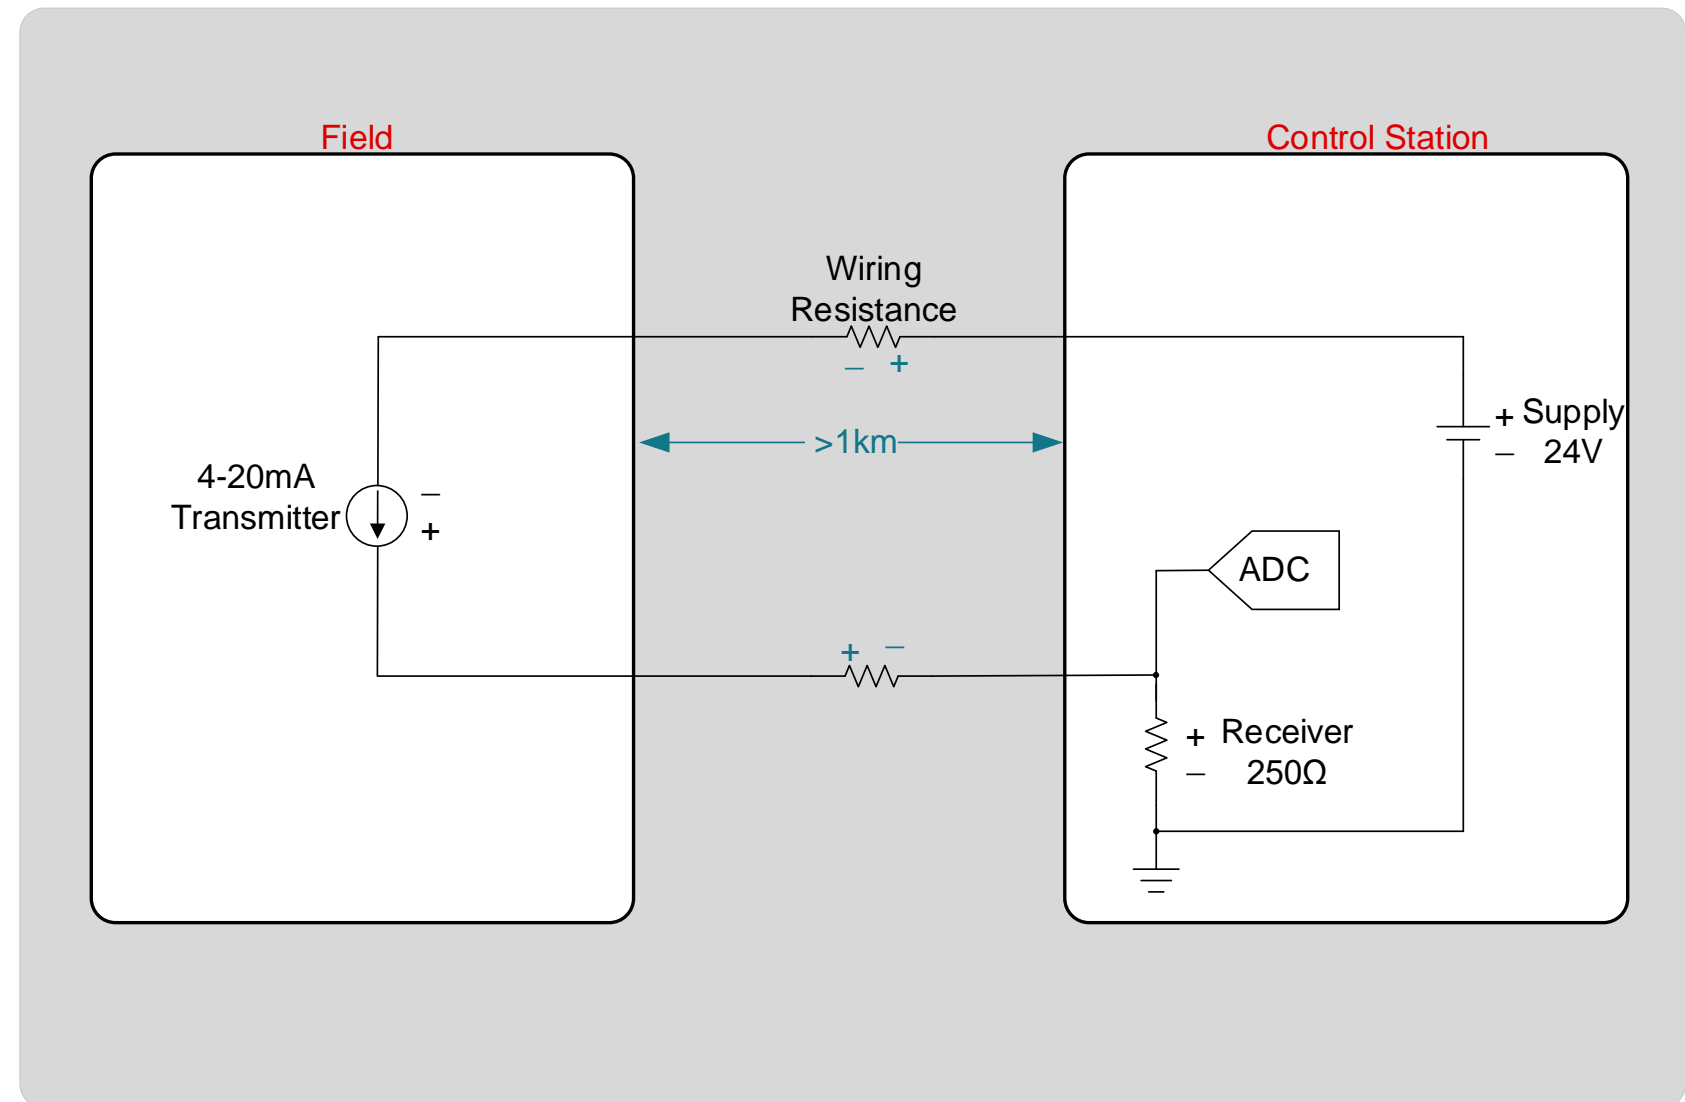 Field
Control Station
Wiring
Resistance
– +
+ Supply
– 24V
>1km
4-20mA
Transmitter
–
+
ADC
+ –
+ Receiver
– 250Ω